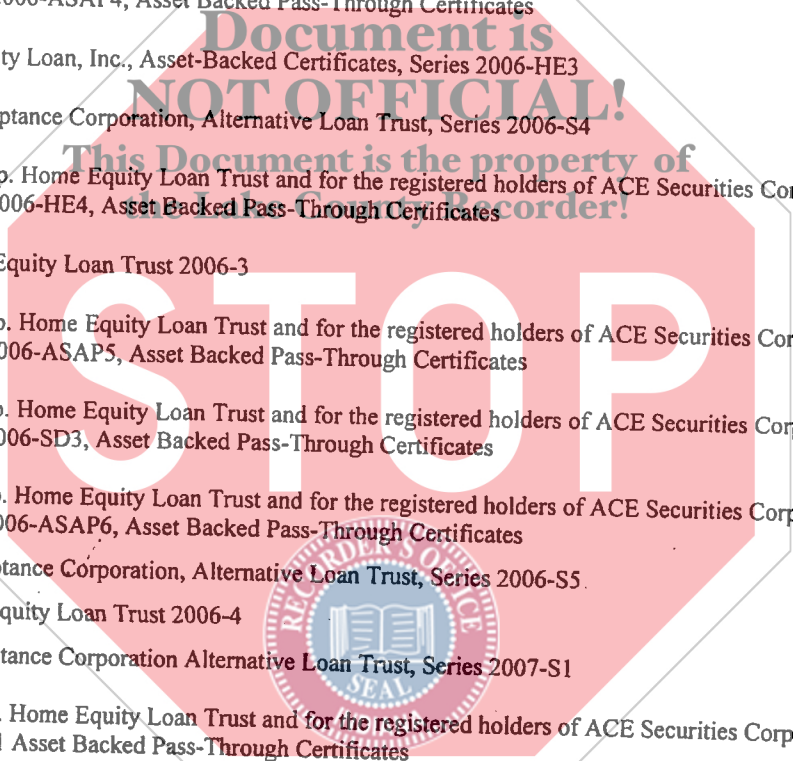 006-ASAP4, Asset Backed Pass-Through Certificates
Document is
ty Loan, Inc., Asset-Backed Certificates, Series 2006-HE3
NOT OFFICIAL!
ptance Corporation, Alternative Loan Trust, Series 2006-S4
This Document is the property of
o. Home Equity Loan Trust and for the registered holders of ACE Securities Cor
the Lake County Recorder!
006-HE4, Asset Backed Pass-Through Certificates
Equity Loan Trust 2006-3
STOP
o. Home Equity Loan Trust and for the registered holders of ACE Securities Cor
006-ASAP5, Asset Backed Pass-Through Certificates
o. Home Equity Loan Trust and for the registered holders of ACE Securities Corp
006-SD3, Asset Backed Pass-Through Certificates
o. Home Equity Loan Trust and for the registered holders of ACE Securities Corp
006-ASAP6, Asset Backed Pass-Through Certificates
RECORDER'S OFFICE
tance Corporation, Alternative Loan Trust, Series 2006-S5
quity Loan Trust 2006-4
tance Corporation Alternative Loan Trust, Series 2007-S1
SEAL
. Home Equity Loan Trust and for the registered holders of ACE Securities Corp
Asset Backed Pass-Through Certificates